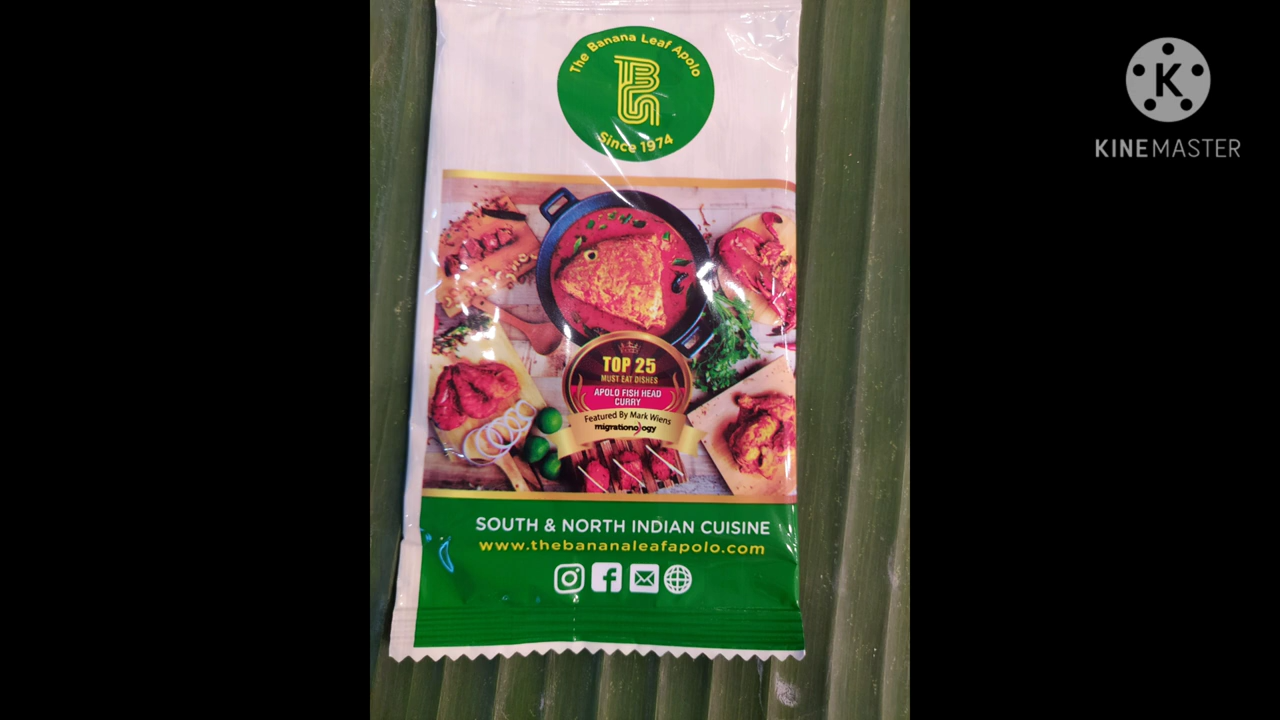 The Banana Leaf Apolo
Since 1974
TOP 25
MUST EAT DISHES
APOLO FISH HEAD
CURRY
Featured By Mark Wiens
migrationology
SOUTH & NORTH INDIAN CUISINE
www.thebananaleafapolo.com
K
KINEMASTER